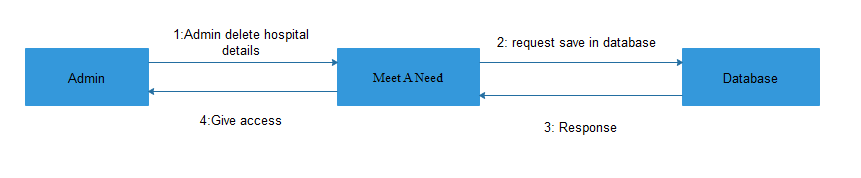 1:Admin delete hospital
details
2: request save in database
Admin
Meet A Need
Database
4:Give access
3: Response